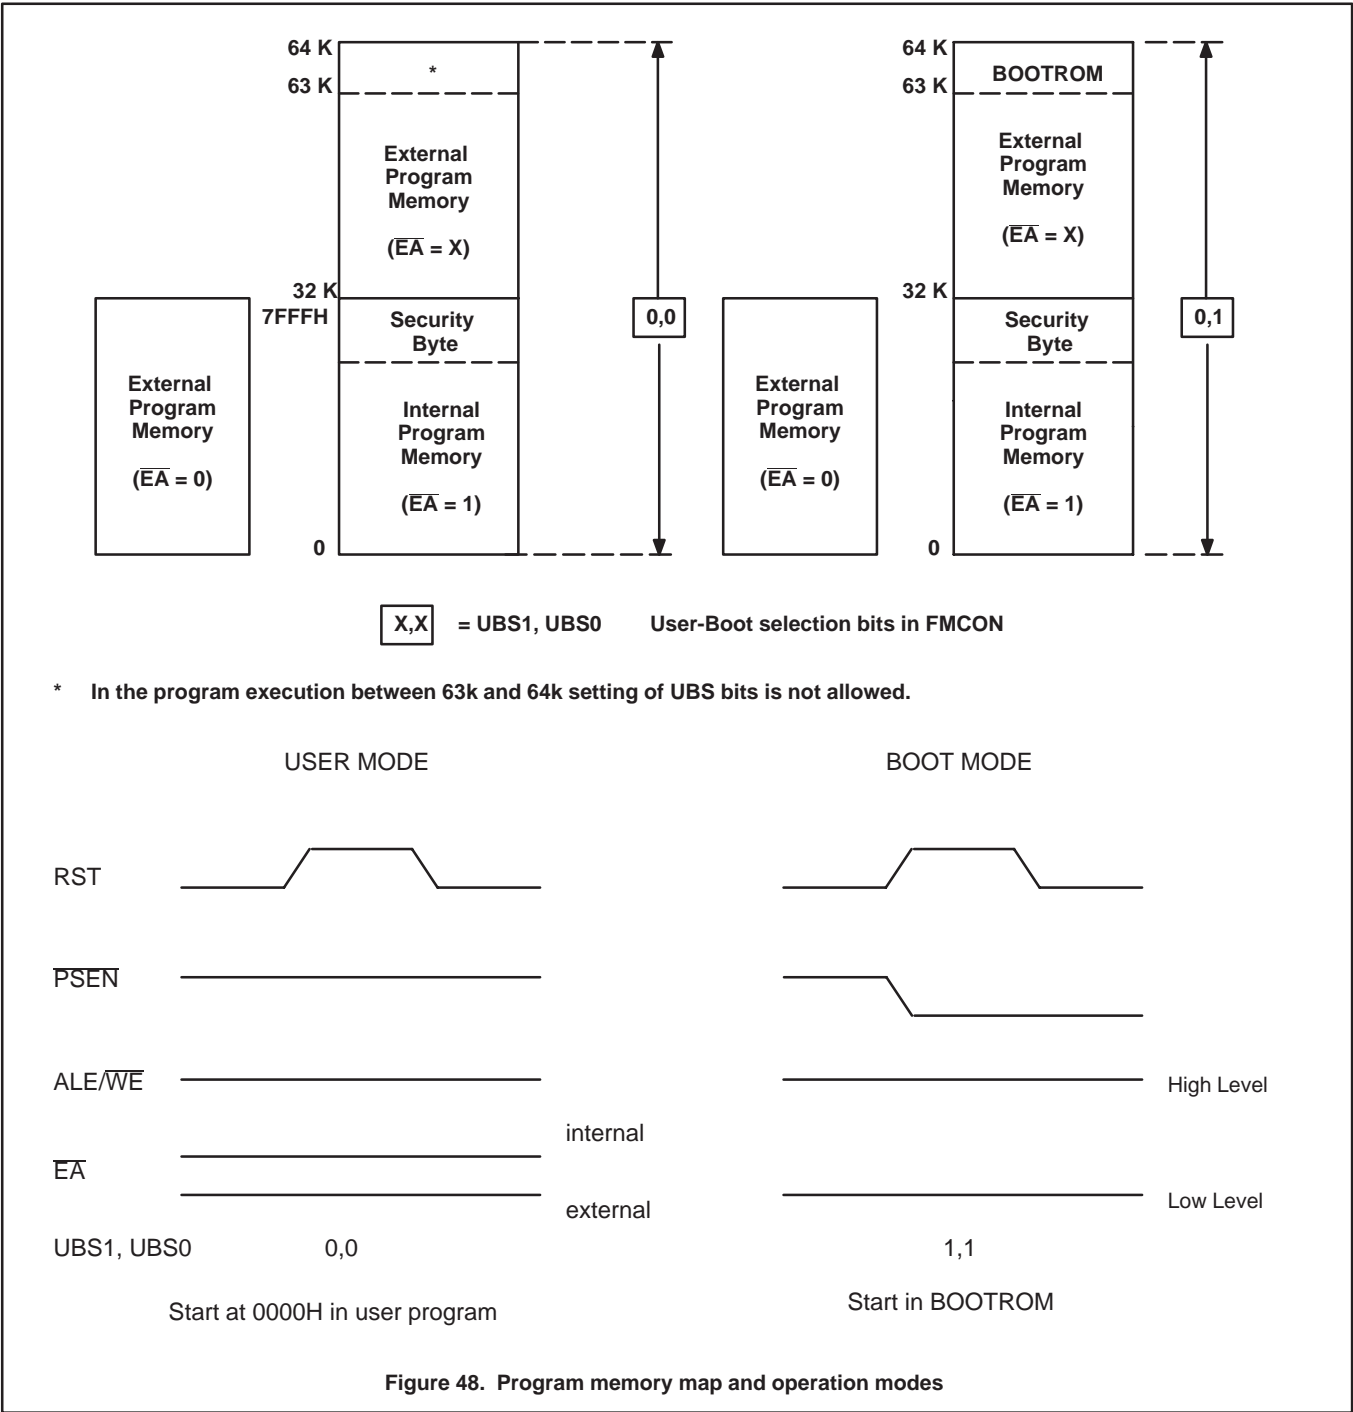 64 K
*
63 K
External
Program
Memory
(EA = X)
32 K
7FFFH
Security
Byte
0,0
External
Program
Memory
(EA = 0)
Internal
Program
Memory
(EA = 1)
0
64 K
BOOTROM
63 K
External
Program
Memory
(EA = X)
32 K
Security
Byte
0,1
External
Program
Memory
(EA = 0)
Internal
Program
Memory
(EA = 1)
0
X,X = UBS1, UBS0 User-Boot selection bits in FMCON
* In the program execution between 63k and 64k setting of UBS bits is not allowed.
USER MODE BOOT MODE
RST
PSEN
ALE/WE High Level
internal
EA
external Low Level
UBS1, UBS0 0,0 1,1
Start at 0000H in user program Start in BOOTROM
Figure 48. Program memory map and operation modes